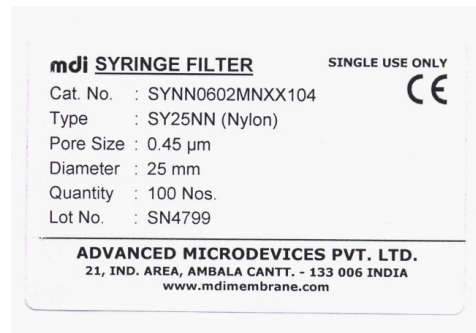 mdi SYRINGE FILTER
SINGLE USE ONLY
CE
Cat. No. : SYNN0602MNXX104
Type : SY25NN (Nylon)
Pore Size : 0.45 µm
Diameter : 25 mm
Quantity : 100 Nos.
Lot No. : SN4799
ADVANCED MICRODEVICES PVT. LTD.
21, IND. AREA, AMBALA CANTT. - 133 006 INDIA
www.mdimembrane.com